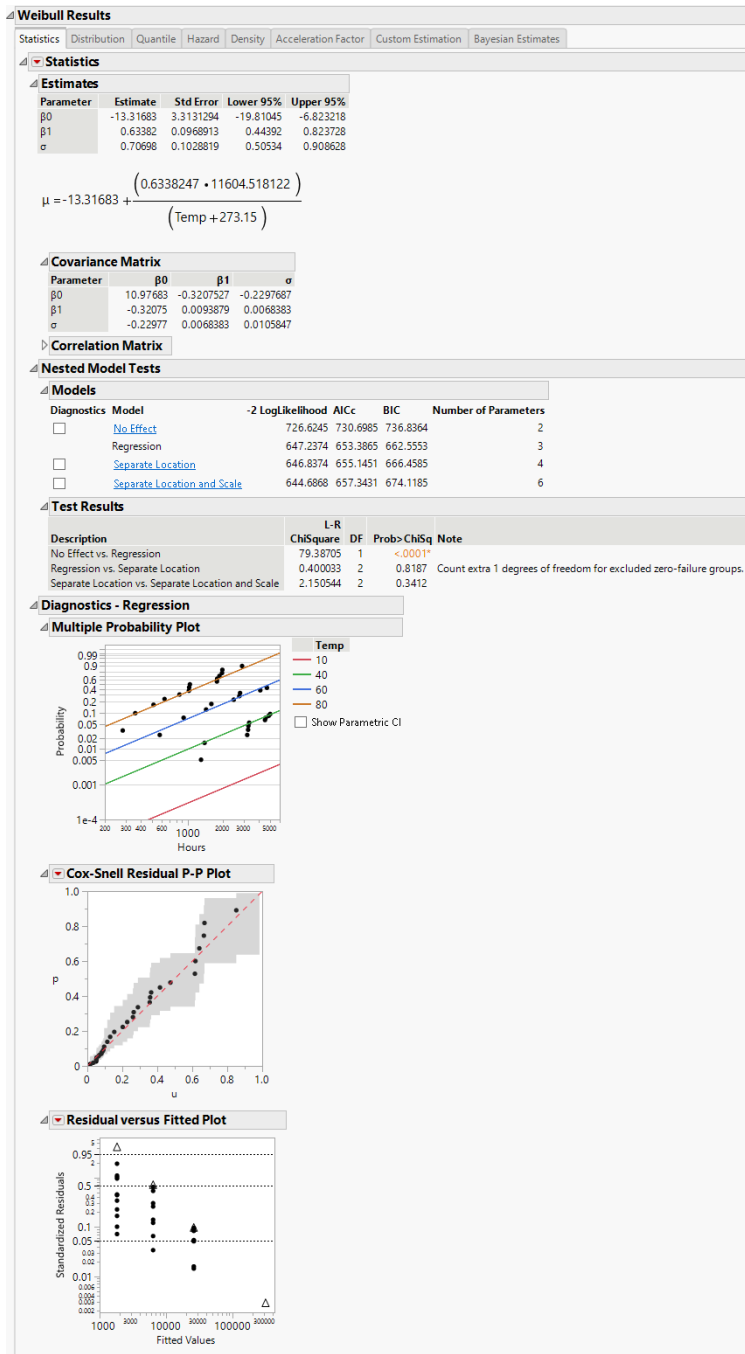 Weibull Results
Statistics Distribution Quantile Hazard Density Acceleration Factor Custom Estimation Bayesian Estimates
Statistics
Estimates
Parameter Estimate Std Error Lower 95% Upper 95%
β0 -13.31683 3.3131294 -19.81045 -6.823218
β1 0.63382 0.0968913 0.44392 0.823728
σ 0.70698 0.1028819 0.50534 0.908628
(0.6338247 • 11604.518122 )
μ = -13.31683 +
(Temp +273.15 )
Covariance Matrix
Parameter β0 β1 σ
β0 10.97683 -0.3207527 -0.2297687
β1 -0.32075 0.0093879 0.0068383
σ -0.22977 0.0068383 0.0105847
Correlation Matrix
Nested Model Tests
Models
Diagnostics Model -2 LogLikelihood AICc BIC Number of Parameters
No Effect 726.6245 730.6985 736.8364 2
Regression 647.2374 653.3865 662.5553 3
Separate Location 646.8374 655.1451 666.4585 4
Separate Location and Scale 644.6868 657.3431 674.1185 6
Test Results
L-R
Description ChiSquare DF Prob>ChiSq Note
No Effect vs. Regression 79.38705 1 <.0001*
Regression vs. Separate Location 0.400033 2 0.8187 Count extra 1 degrees of freedom for excluded zero-failure groups.
Separate Location vs. Separate Location and Scale 2.150544 2 0.3412
Diagnostics - Regression
Multiple Probability Plot
Temp
10
40
60
80
Show Parametric CI
0.99
0.9
0.6
0.4
0.2
0.1
0.05
0.02
0.01
0.005
0.001
1e-4
Probability
200 300 400 600 1000 2000 3000 5000
Hours
Cox-Snell Residual P-P Plot
1.0
0.8
0.6
0.4
0.2
0
p
0 0.2 0.4 0.6 0.8 1.0
u
Residual versus Fitted Plot
5
0.95
2
0.5
0.4
0.3
0.2
0.1
0.05
0.03
0.02
0.01
0.006
0.004
0.003
0.002
Standardized Residuals
1000 3000 10000 30000 100000 300000
Fitted Values